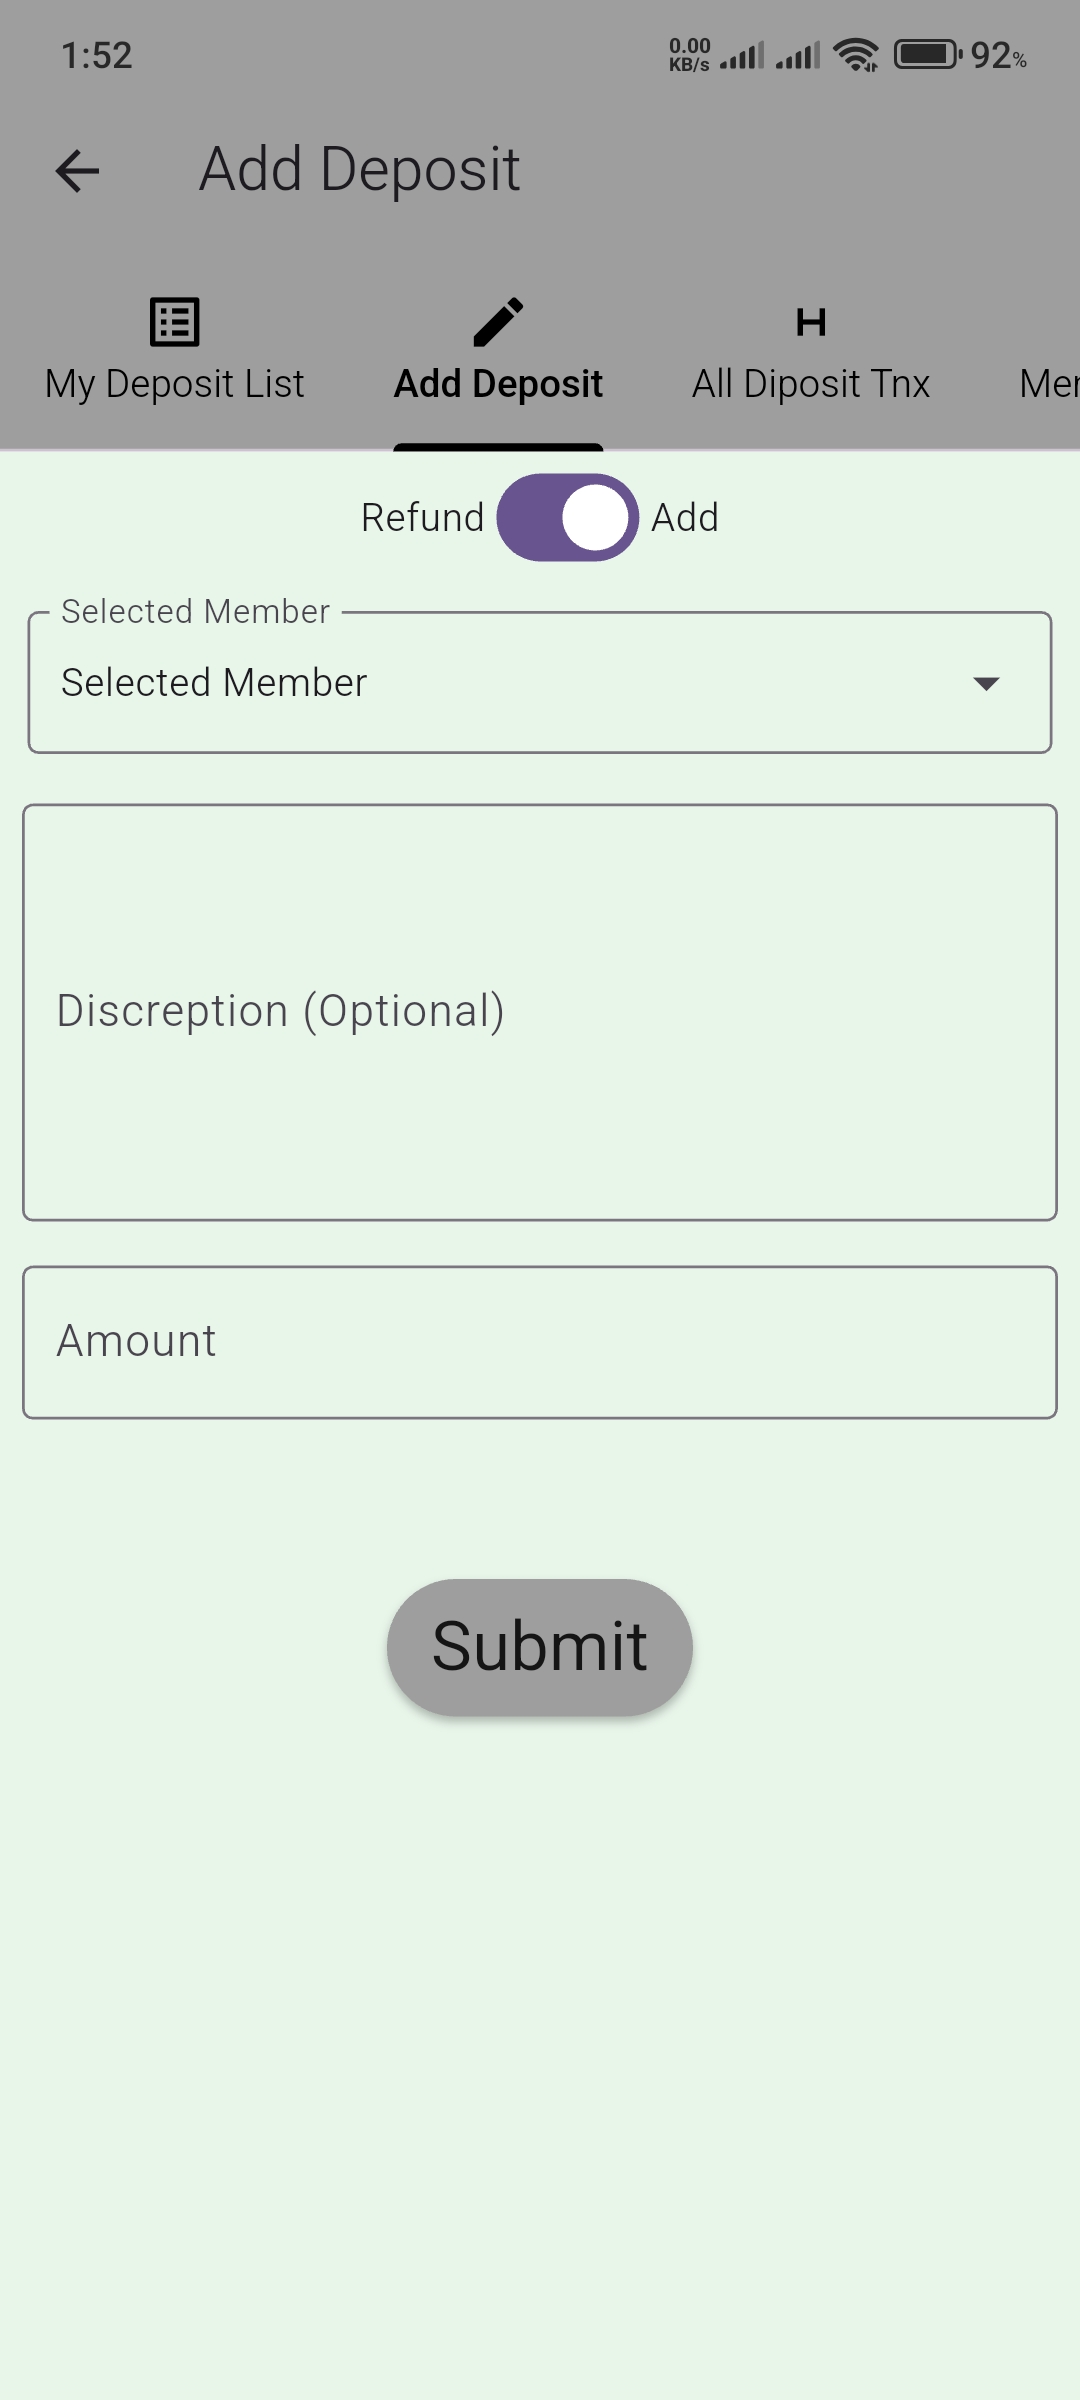 1:52
0.00
KB/s
92%
Add Deposit
My Deposit List
Add Deposit
H
All Diposit Tnx
Mer
Refund
Add
Selected Member
Selected Member
Discreption (Optional)
Amount
Submit